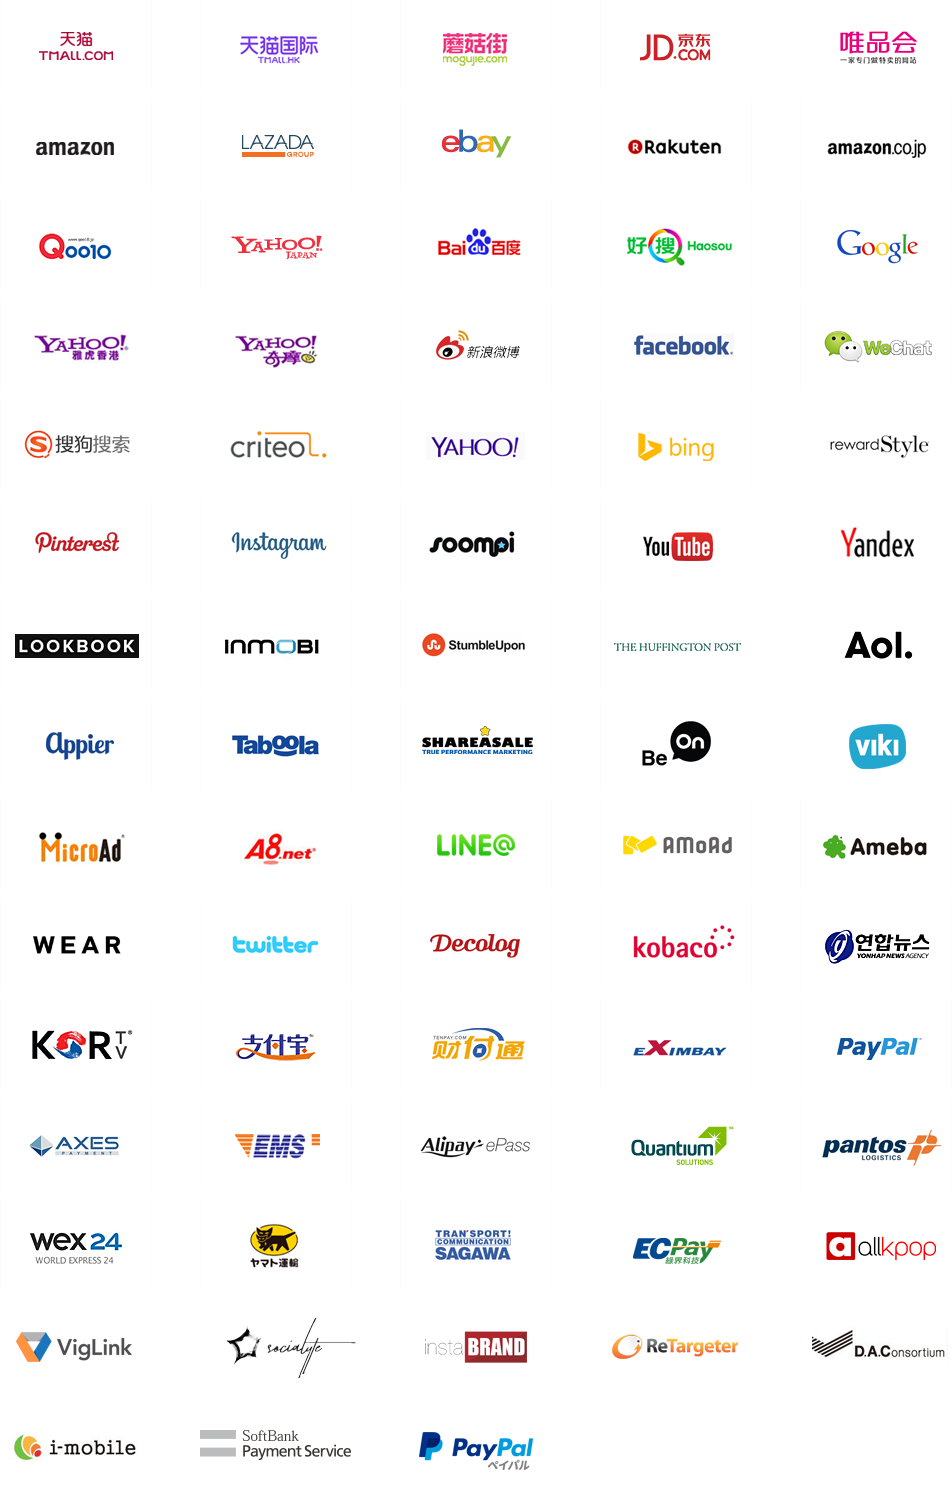 天猫
TMALL.COM
天猫国际
TMALL.HK
蘑菇街
mogujie.com
JD.COM 京东
唯品会
一家专门做特卖的网站
amazon
LAZADA
GROUP
ebay
R Rakuten
amazon.co.jp
www.qoo10.jp
Qoo10
YAHOO!
JAPAN
Bai du 百度
好搜 Haosou
Google
YAHOO!
雅虎香港
YAHOO!
奇摩
新浪微博
facebook
WeChat
S 搜狗搜索
criteo
YAHOO!
bing
rewardStyle
Pinterest
Instagram
soompi
YouTube
Yandex
LOOKBOOK
INMOBI
StumbleUpon
THE HUFFINGTON POST
Aol.
Appier
Taboola
SHAREASALE
TRUE PERFORMANCE MARKETING
Be On
viki
MicroAd
A8.net
LINE@
AMoAd
Ameba
WEAR
twitter
Decolog
kobaco
연합뉴스
YONHAP NEWS AGENCY
KOR TV
支付宝
TENPAY.COM
财付通
EXIMBAY
PayPal
AXES
PAYMENT
EMS
Alipay ePass
Quantium
SOLUTIONS
pantos
LOGISTICS
wex 24
WORLD EXPRESS 24
ヤマト運輸
TRAN'SPORT!
COMMUNICATION
SAGAWA
ECPay
綠界科技
a allkpop
VigLink
socialyte
instaBRAND
ReTargeter
D.A.Consortium
i-mobile
SoftBank
Payment Service
PayPal
ペイパル